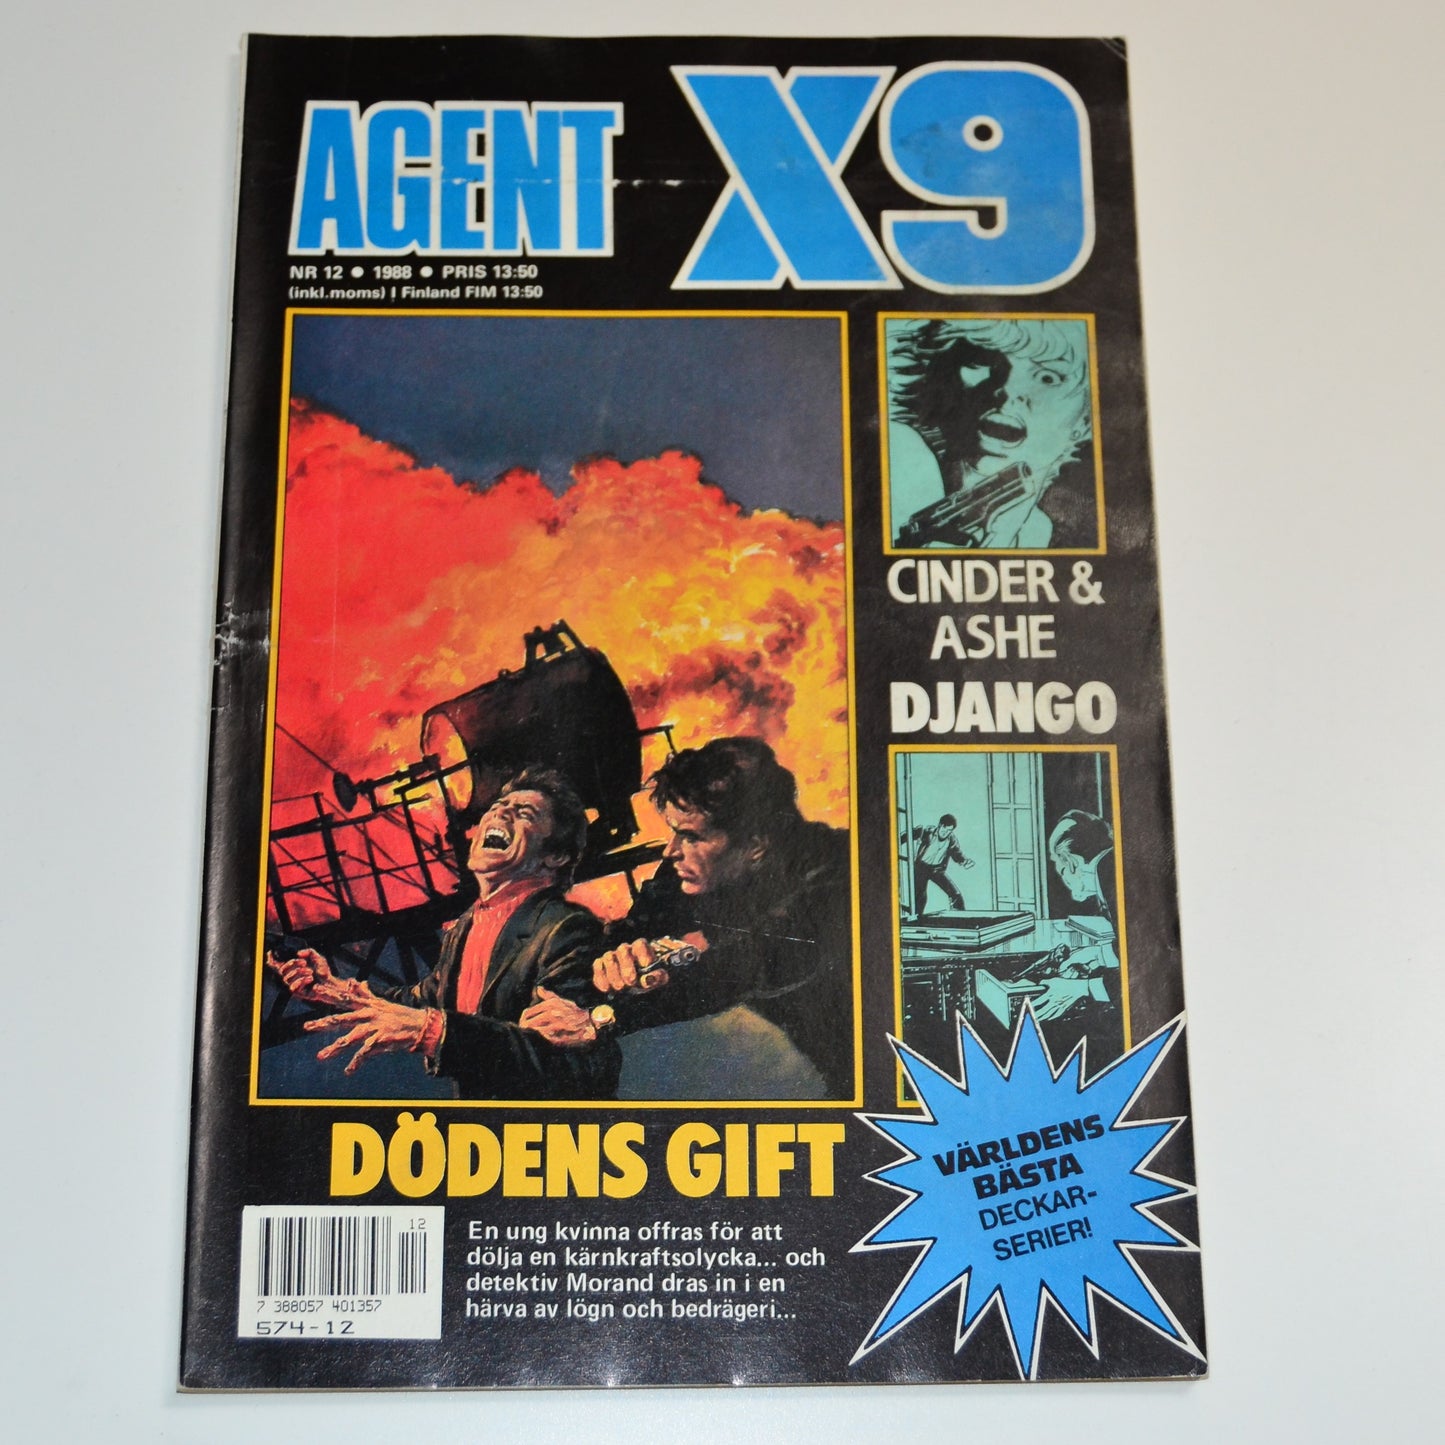 AGENT X9
NR 12 • 1988 • PRIS 13:50
(inkl.moms) I Finland FIM 13:50
CINDER &
ASHE
DJANGO
DÖDENS GIFT
En ung kvinna offras för att
dölja en kärnkraftsolycka... och
detektiv Morand dras in i en
härva av lögn och bedrägeri...
VÄRLDENS
BÄSTA
DECKAR-
SERIER!
12
7 388057 401357
574-12